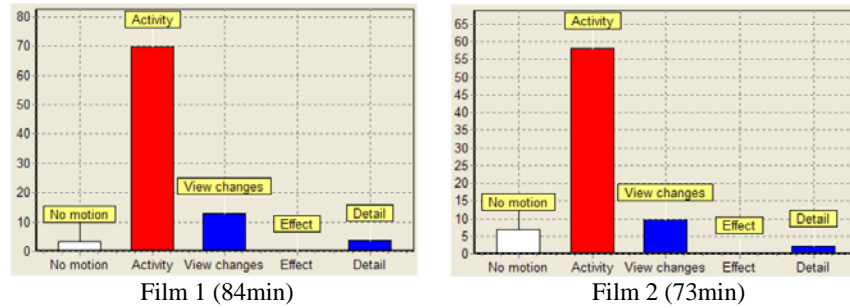 80
70
60
50
40
30
20
10
0
Activity
View changes
No motion
Effect
Detail
No motion Activity View changes Effect Detail
Film 1 (84min)
65
60
55
50
45
40
35
30
25
20
15
10
5
0
Activity
View changes
No motion
Effect
Detail
No motion Activity View changes Effect Detail
Film 2 (73min)